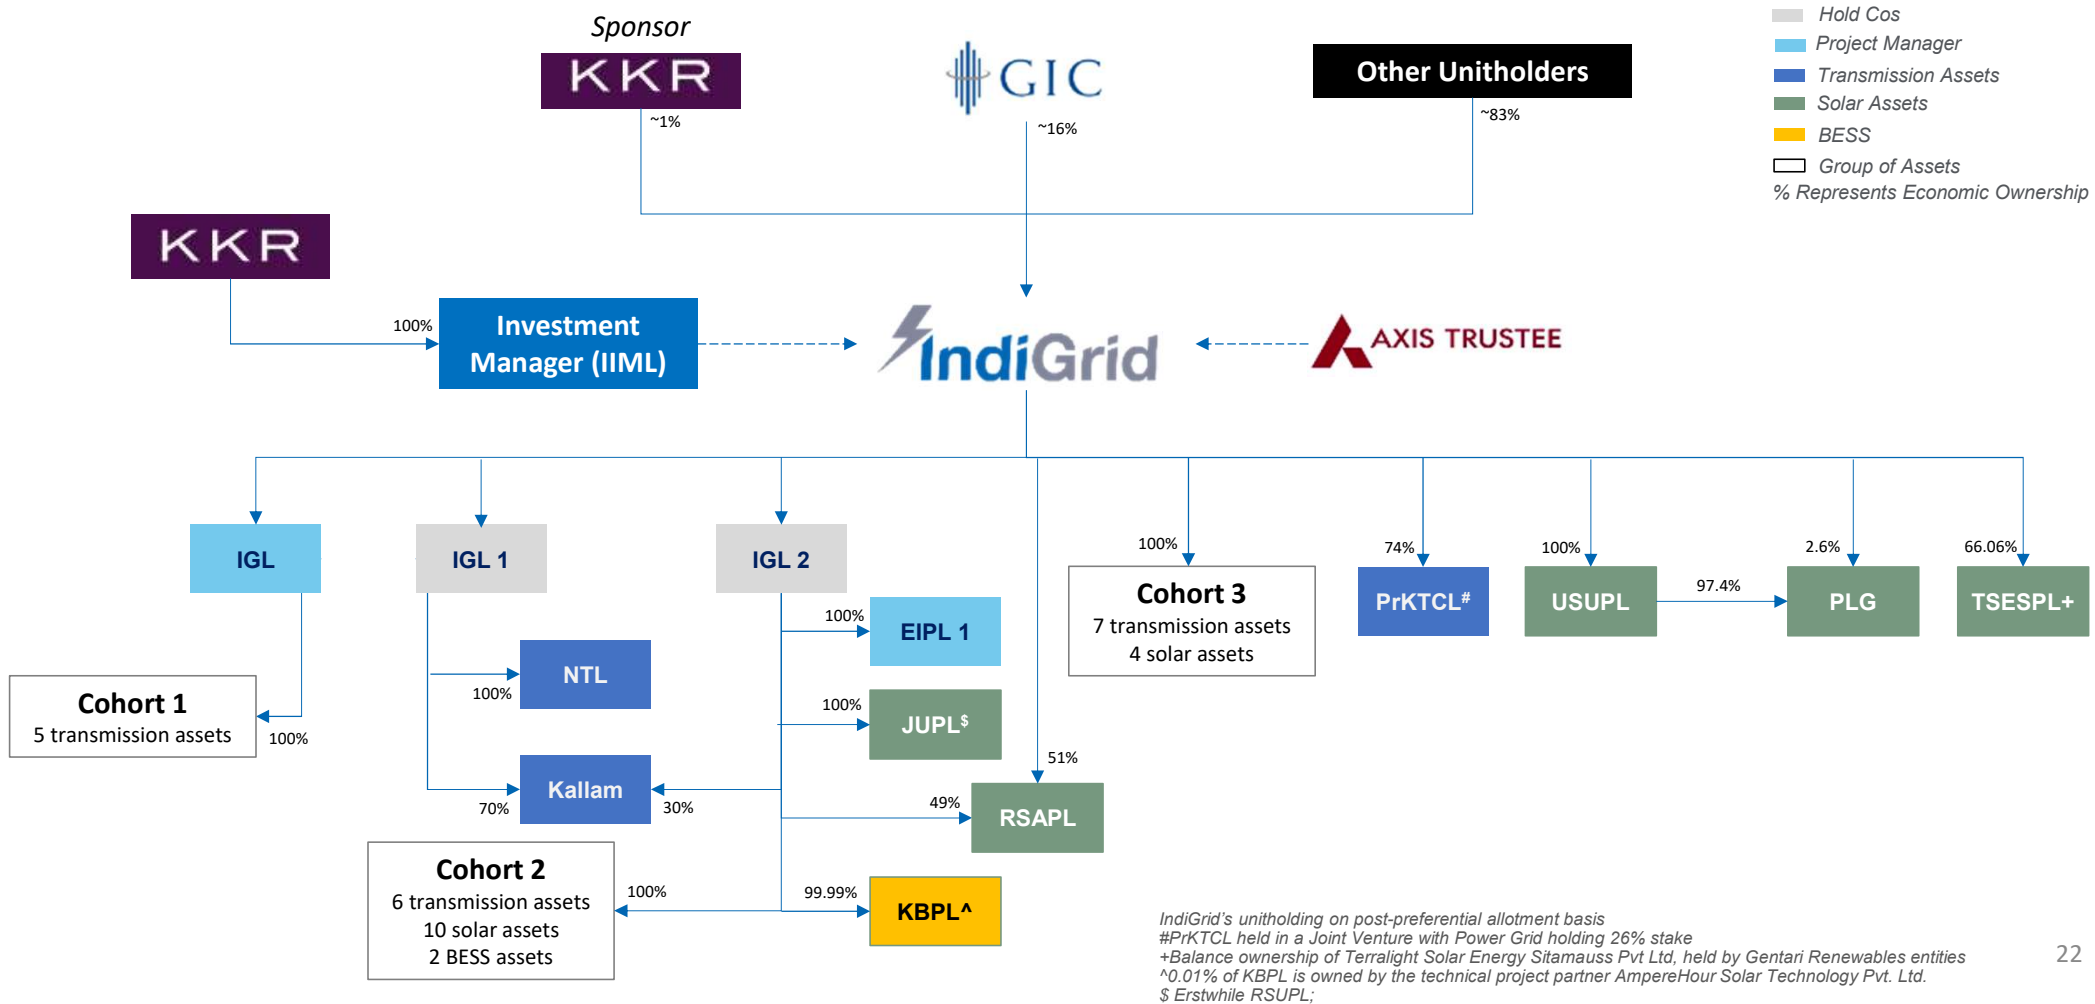 Sponsor
KKR
~1%
GIC
~16%
Other Unitholders
~83%
Hold Cos
Project Manager
Transmission Assets
Solar Assets
BESS
Group of Assets
% Represents Economic Ownership
KKR
100%
Investment
Manager (IIML)
IndiGrid
AXIS TRUSTEE
IGL
IGL 1
IGL 2
100%
Cohort 3
7 transmission assets
4 solar assets
74%
PrKTCL#
100%
USUPL
97.4%
2.6%
PLG
66.06%
TSESPL+
100%
EIPL 1
NTL
100%
Cohort 1
5 transmission assets
100%
100%
JUPL$
51%
Kallam
70%
30%
49%
RSAPL
Cohort 2
6 transmission assets
10 solar assets
2 BESS assets
100%
99.99%
KBPL^
IndiGrid's unitholding on post-preferential allotment basis
#PrKTCL held in a Joint Venture with Power Grid holding 26% stake
+Balance ownership of Terralight Solar Energy Sitamauss Pvt Ltd, held by Gentari Renewables entities
^0.01% of KBPL is owned by the technical project partner AmpereHour Solar Technology Pvt. Ltd.
$ Erstwhile RSUPL;
22